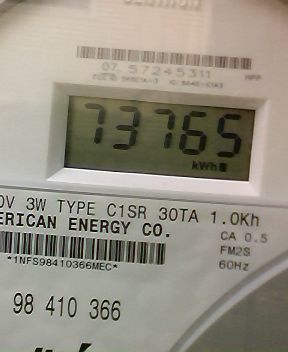 07. 57245311
73765
kWh
0V 3W TYPE C1SR 30TA 1.0Kh
ERICAN ENERGY CO.
CA 0.5
FM2S
*1NFS98410366MEC*
60Hz
98 410 366